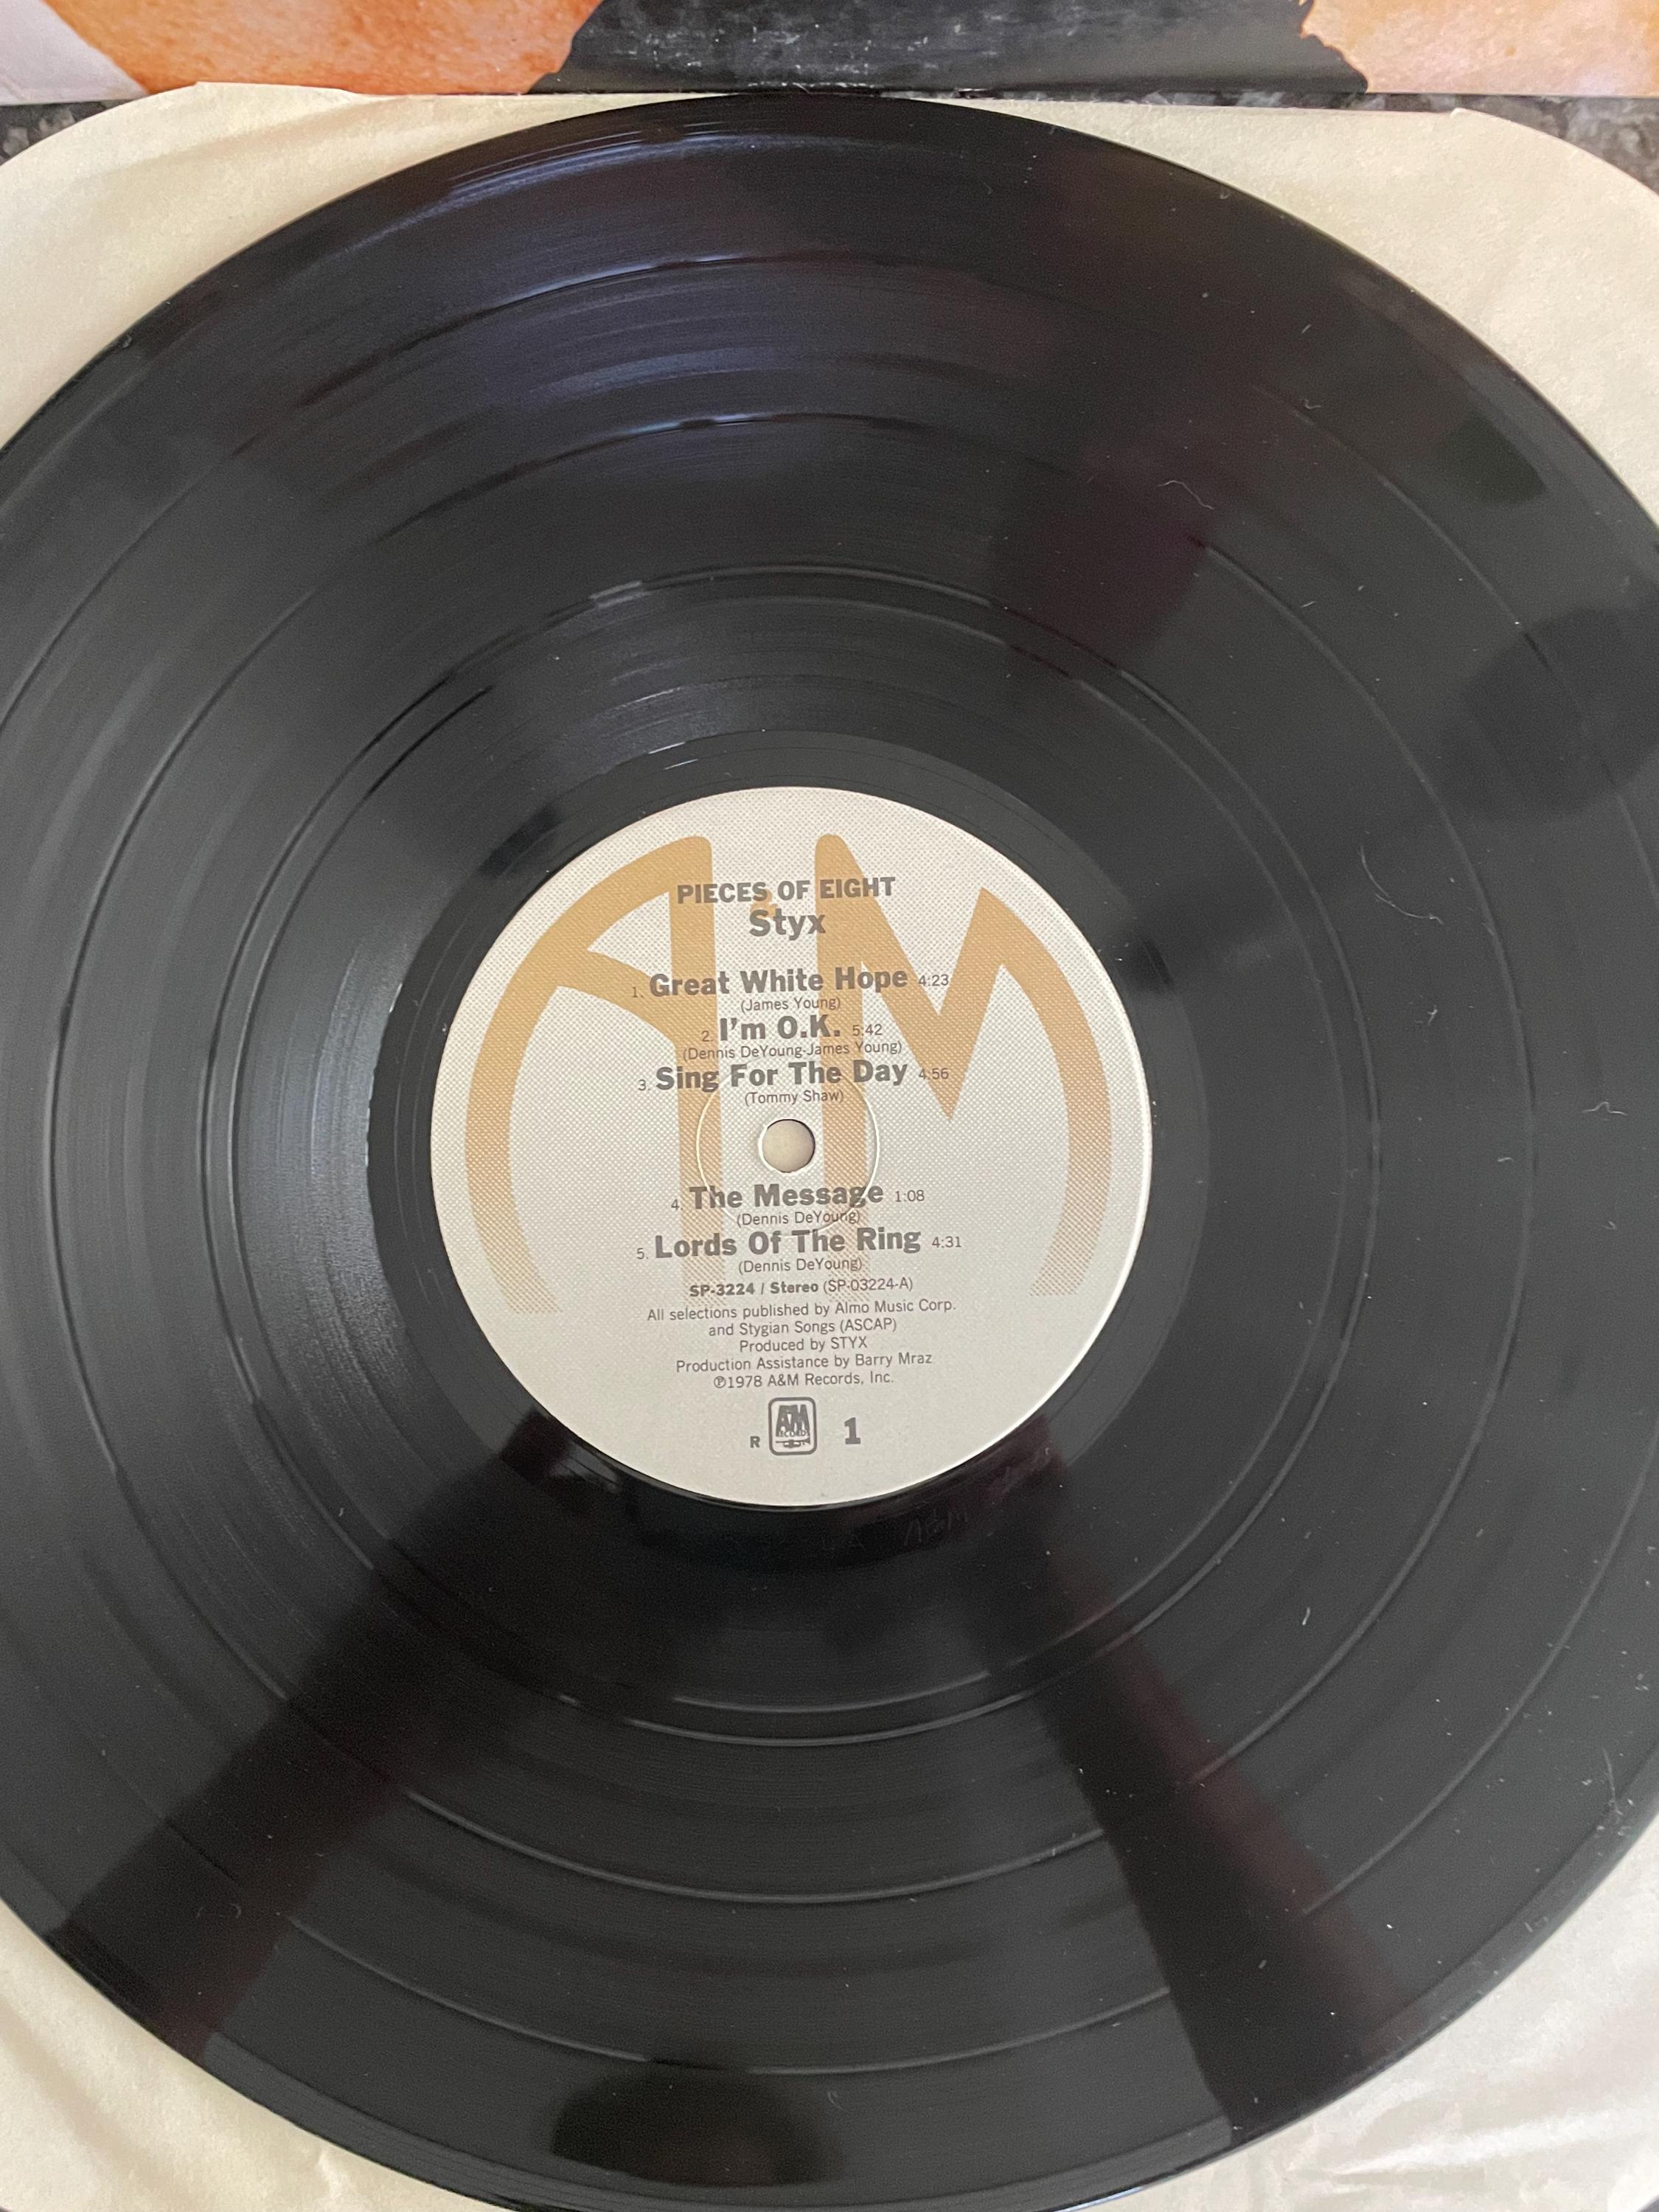 PIECES OF EIGHT
Styx
1. Great White Hope 4:23
(James Young)
2. I'm O.K. 5:42
(Dennis DeYoung-James Young)
3. Sing For The Day 4:56
(Tommy Shaw)
4. The Message 1:08
(Dennis DeYoung)
5. Lords Of The Ring 4:31
(Dennis DeYoung)
SP-3224 / Stereo (SP-03224-A)
All selections published by Almo Music Corp.
and Stygian Songs (ASCAP)
Produced by STYX
Production Assistance by Barry Mraz
℗1978 A&M Records, Inc.
R A&M RECORDS 1
A&M